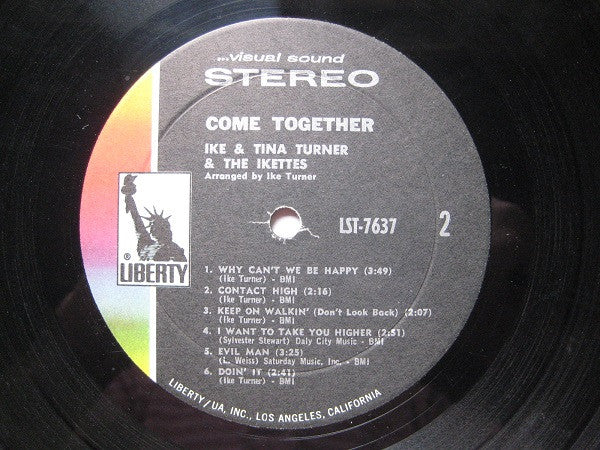 ...visual sound
STEREO
COME TOGETHER
IKE & TINA TURNER
& THE IKETTES
Arranged by Ike Turner
LST-7637
2
® LIBERTY
1. WHY CAN'T WE BE HAPPY (3:49)
(Ike Turner) - BMI
2. CONTACT HIGH (2:16)
(Ike Turner) - BMI
3. KEEP ON WALKIN' (Don't Look Back) (2:07)
(Ike Turner) - BMI
4. I WANT TO TAKE YOU HIGHER (2:51)
(Sylvester Stewart) Daly City Music - BMI
5. EVIL MAN (3:25)
(L. Weiss) Saturday Music, Inc. - BMI
6. DOIN' IT (2:41)
(Ike Turner) - BMI
LIBERTY/UA, INC., LOS ANGELES, CALIFORNIA